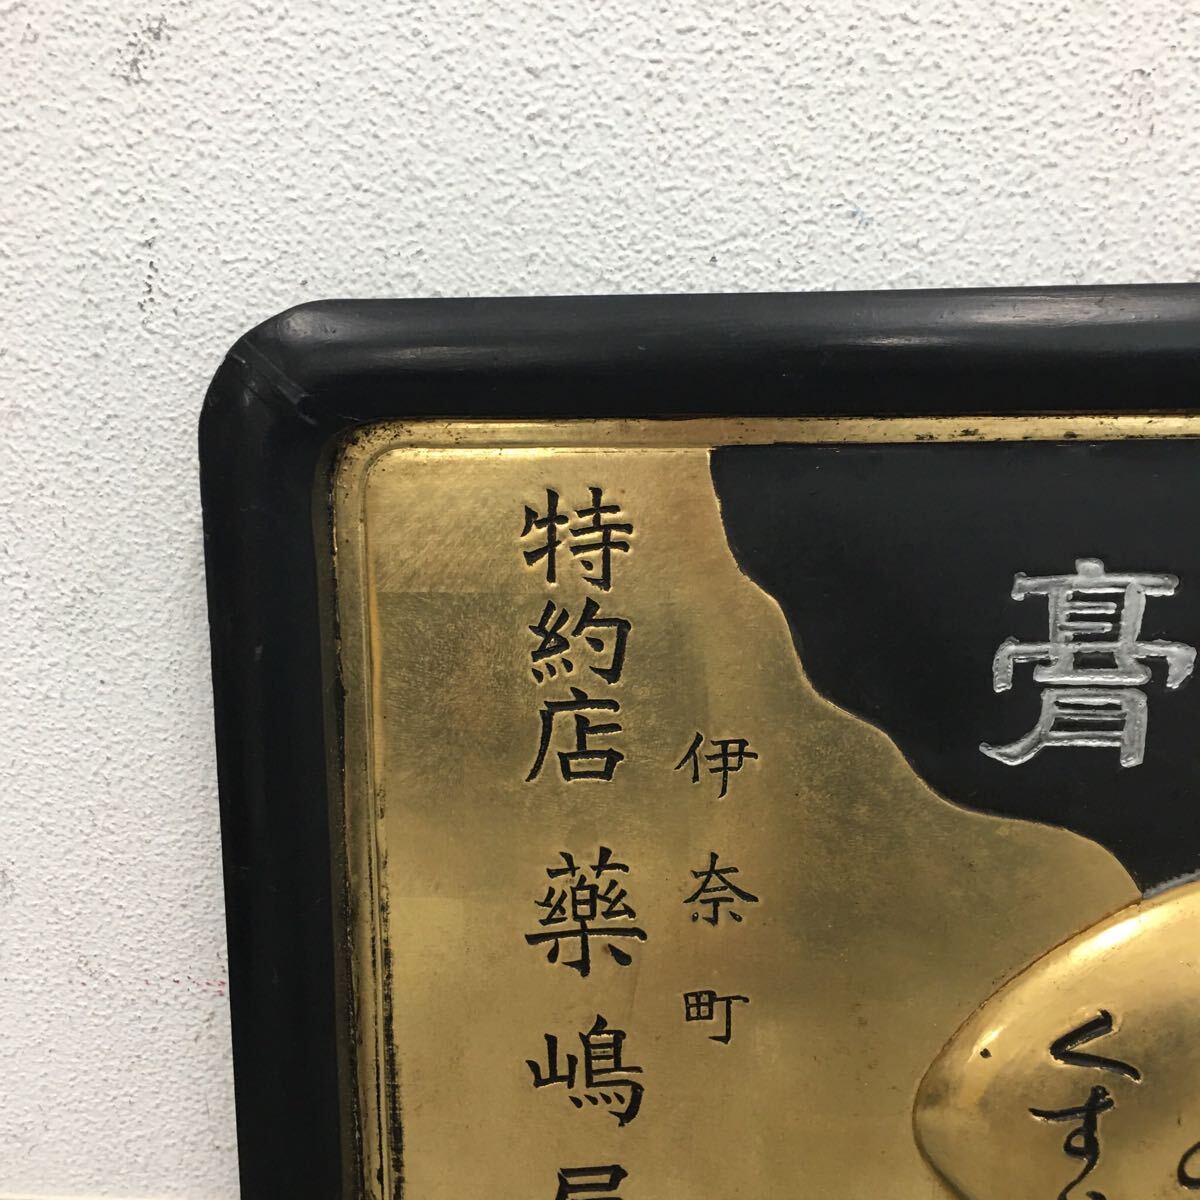 膏
くす
伊奈町
特約店 藥嶋